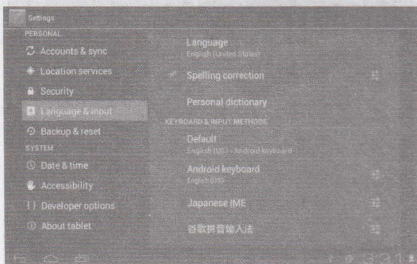 Settings
PERSONAL
Accounts & sync
Location services
Security
Language & input
Backup & reset
SYSTEM
Date & time
Accessibility
{ } Developer options
About tablet
Language
English (United States)
Spelling correction
Personal dictionary
KEYBOARD & INPUT METHODS
Default
English (US) - Android keyboard
Android keyboard
English (US)
Japanese IME
谷歌拼音输入法
3:31